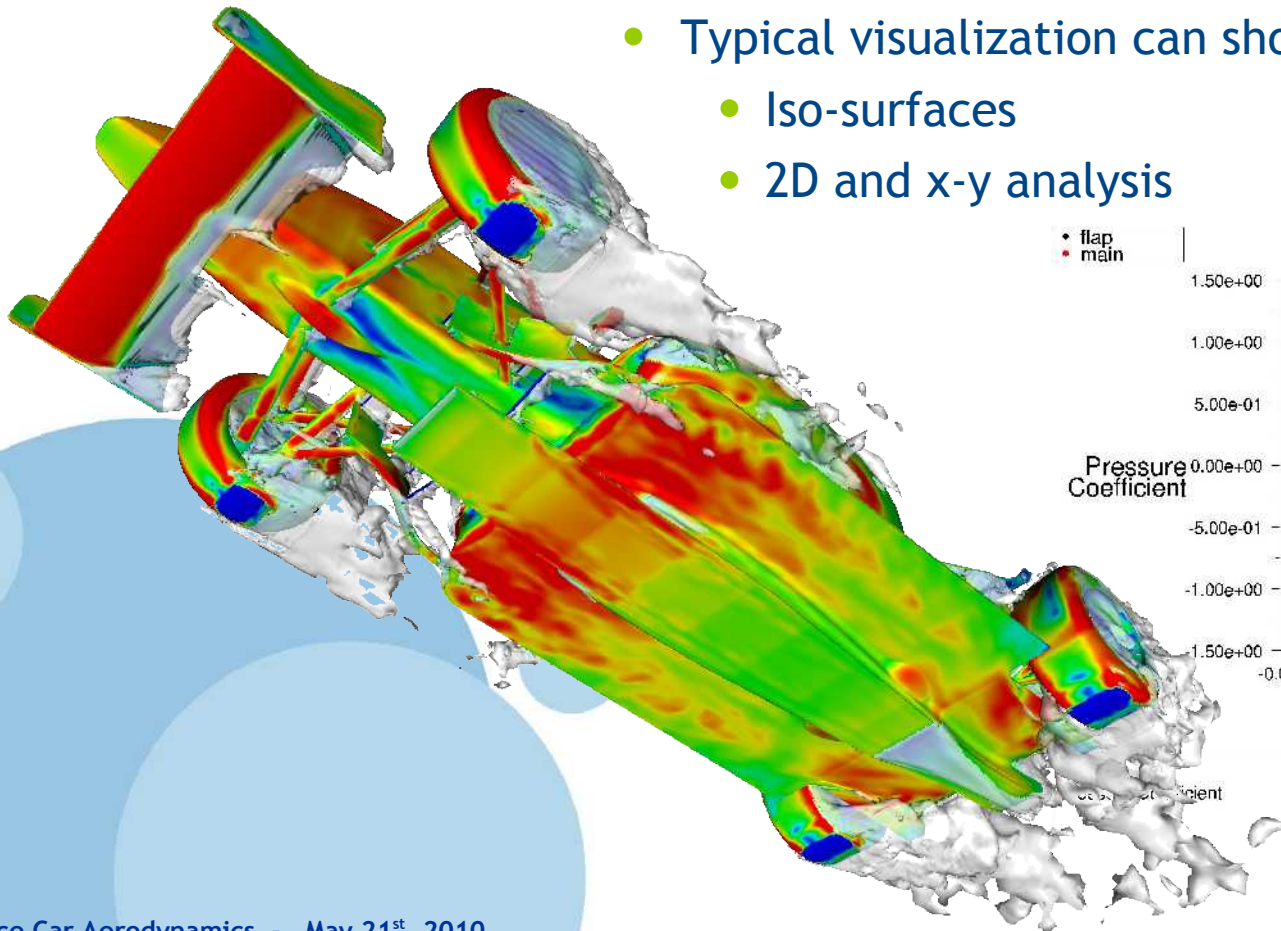 • Typical visualization can sho
• Iso-surfaces
• 2D and x-y analysis
flap
main
1.50e+00
1.00e+00
5.00e-01
Pressure
Coefficient
0.00e+00
-5.00e-01
-1.00e+00
-1.50e+00
-0.0
Car Aerodynamics - May 21st, 2010